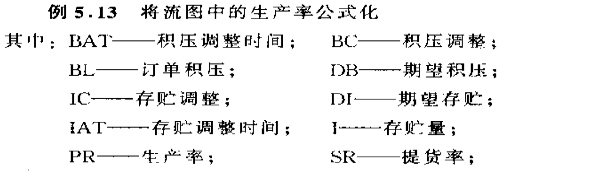 例5.13 将流图中的生产率公式化
其中：BAT——积压调整时间； BC——积压调整；
BL——订单积压； DB——期望积压；
IC——存贮调整； DI——期望存贮；
IAT——存贮调整时间； I——存贮量；
PR——生产率； SR——提货率；